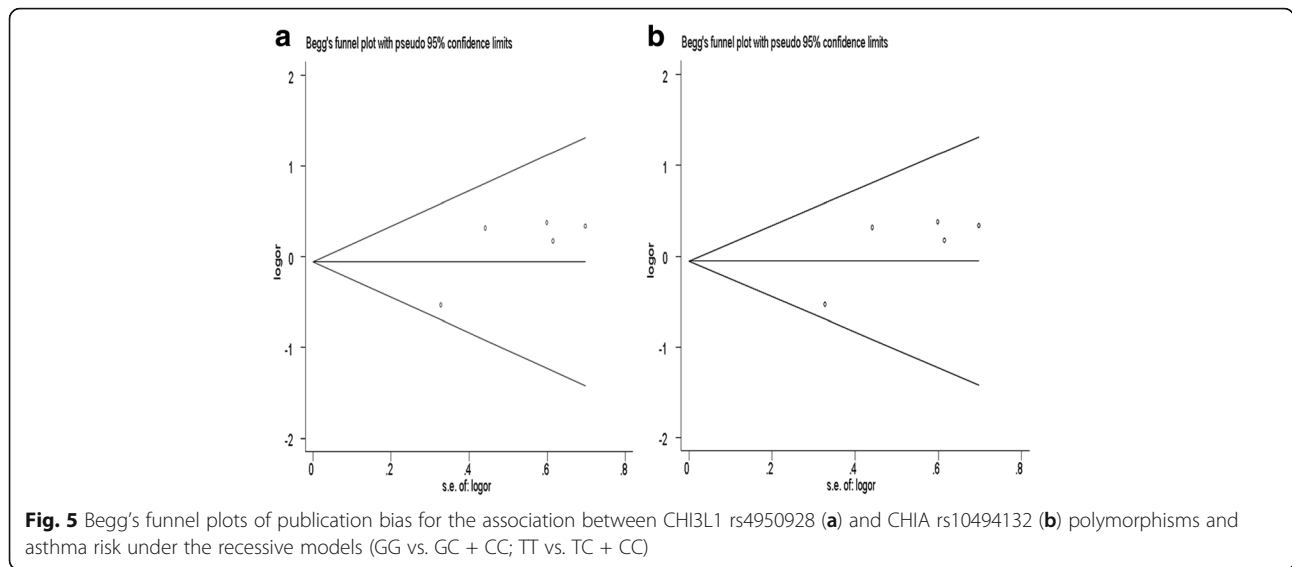 a
Begg's funnel plot with pseudo 95% confidence limits
2
1
0
-1
-2
logor
0 .2 .4 .6 .8
s.e. of: logor
b
Begg's funnel plot with pseudo 95% confidence limits
2
1
0
-1
-2
logor
0 .2 .4 .6 .8
s.e. of: logor
Fig. 5 Begg's funnel plots of publication bias for the association between CHI3L1 rs4950928 (a) and CHIA rs10494132 (b) polymorphisms and
asthma risk under the recessive models (GG vs. GC + CC; TT vs. TC + CC)